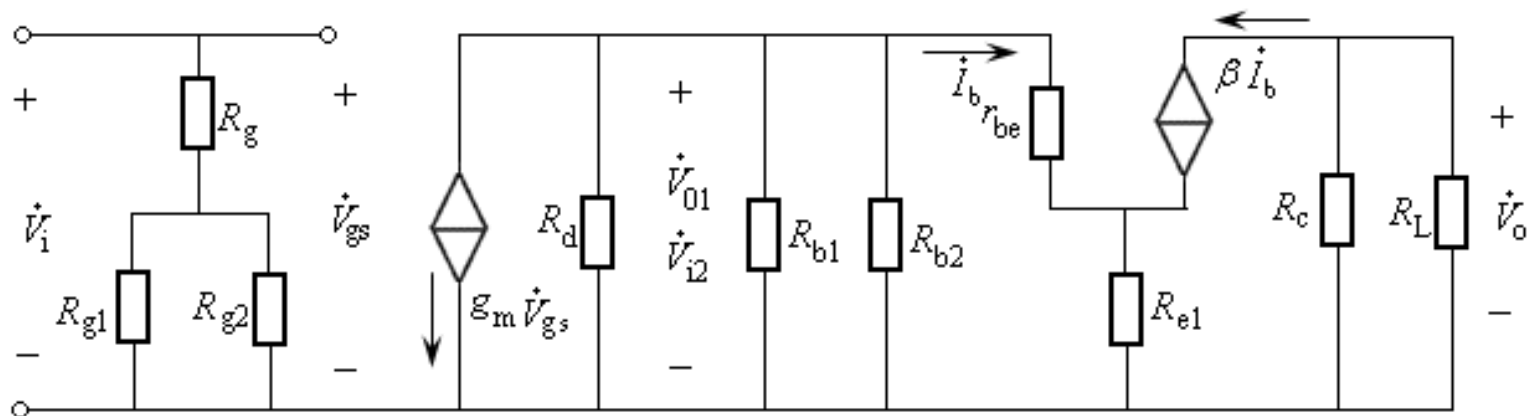 +
R_g
+
V̇_i
V̇_gs
R_g1
R_g2
−
−
g_m V̇_gs
R_d
+
V̇_01
V̇_i2
−
R_b1
R_b2
İ_b
r_be
β İ_b
R_e1
R_c
R_L
+
V̇_o
−